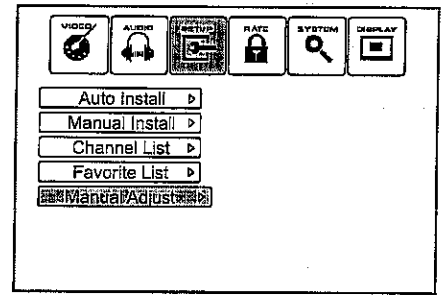 VIDEO AUDIO SETUP RATE SYSTEM DISPLAY
Auto Install
Manual Install
Channel List
Favorite List
Manual Adjust